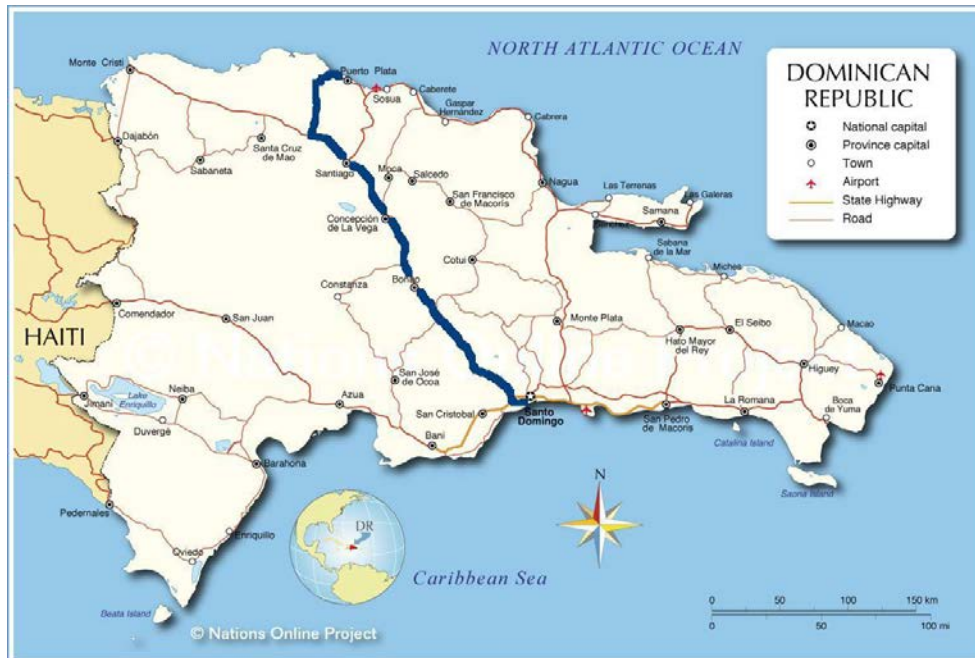 NORTH ATLANTIC OCEAN
DOMINICAN
REPUBLIC
National capital
Province capital
Town
Airport
State Highway
Road
Monte Cristi
Puerto Plata
Sosua
Caberete
Gaspar
Hernández
Cabrera
Dajabón
Santa Cruz
de Mao
Sabaneta
Santiago
Moca
Salcedo
San Francisco
de Macoris
Nagua
Las Terrenas
Las Galeras
Samana
Concepción
de La Vega
Sabana
de la Mar
Miches
Cotui
Constanza
Bonao
Comendador
San Juan
Monte Plata
Hato Mayor
del Rey
El Seibo
Macao
HAITI
Higuey
Punta Cana
San José
de Ocoa
Lake
Enriquillo
Neiba
Jimani
Azua
San Cristobal
Santo
Domingo
San Pedro
de Macoris
La Romana
Boca
de Yuma
Duvergé
Bani
Catalina Island
Barahona
Saona Island
Pedernales
N
DR
Enriquillo
Oviedo
Caribbean Sea
Beata Island
© Nations Online Project
0 50 100 150 km
0 50 100 mi